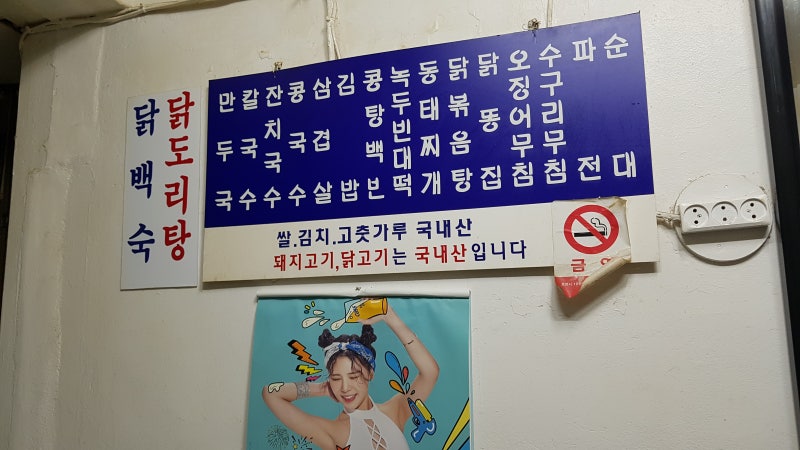 닭백숙
닭도리탕
만두국
칼국수
잔치국수
콩국수
삼겹살
김밥
콩탕백반
녹두빈대떡
동태찌개
닭볶음탕
닭똥집
오징어무침
수구리무침
파전
순대
쌀.김치.고춧가루 국내산
돼지고기,닭고기는 국내산입니다
금